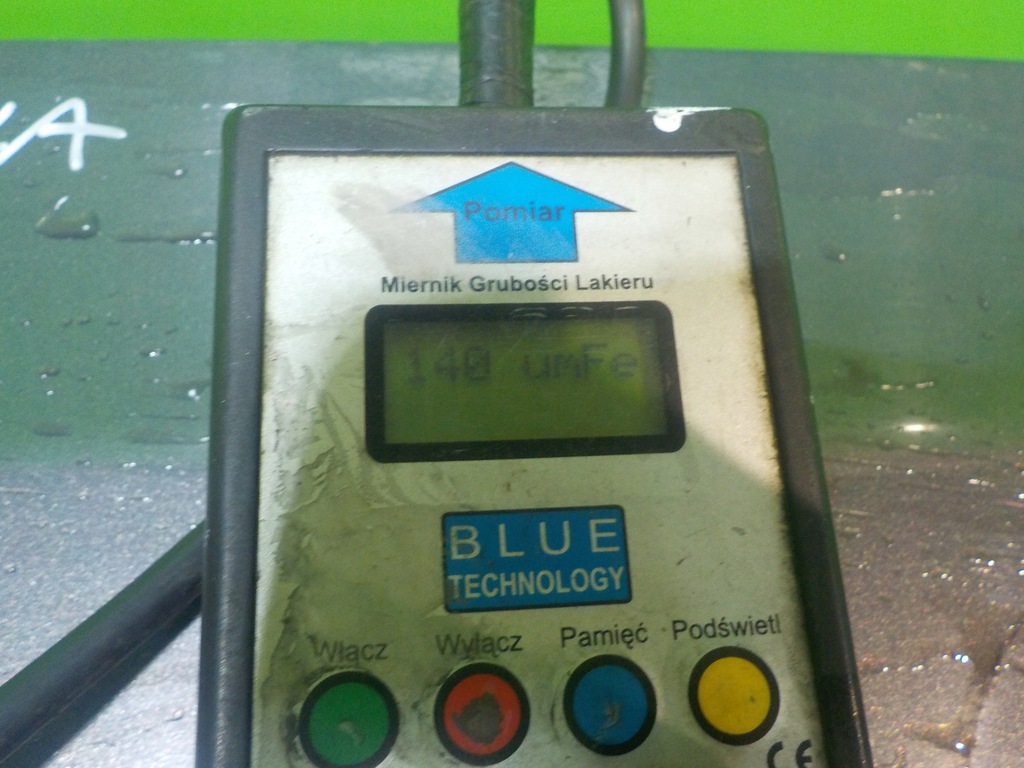 Pomiar
Miernik Grubości Lakieru
140 umFe
BLUE
TECHNOLOGY
Włącz Wyłącz Pamięć Podświetl
CE